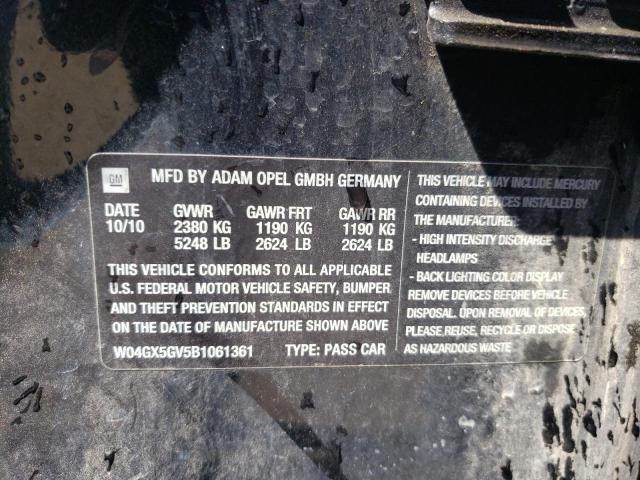 GM
MFD BY ADAM OPEL GMBH GERMANY
DATE GVWR GAWR FRT GAWR RR
10/10 2380 KG 1190 KG 1190 KG
5248 LB 2624 LB 2624 LB
THIS VEHICLE CONFORMS TO ALL APPLICABLE
U.S. FEDERAL MOTOR VEHICLE SAFETY, BUMPER
AND THEFT PREVENTION STANDARDS IN EFFECT
ON THE DATE OF MANUFACTURE SHOWN ABOVE
W04GX5GV5B1061361 TYPE: PASS CAR
THIS VEHICLE MAY INCLUDE MERCURY
CONTAINING DEVICES INSTALLED BY
THE MANUFACTURER:
- HIGH INTENSITY DISCHARGE
HEADLAMPS
- BACK LIGHTING COLOR DISPLAY
REMOVE DEVICES BEFORE VEHICLE
DISPOSAL. UPON REMOVAL OF DEVICES,
PLEASE REUSE, RECYCLE OR DISPOSE
AS HAZARDOUS WASTE